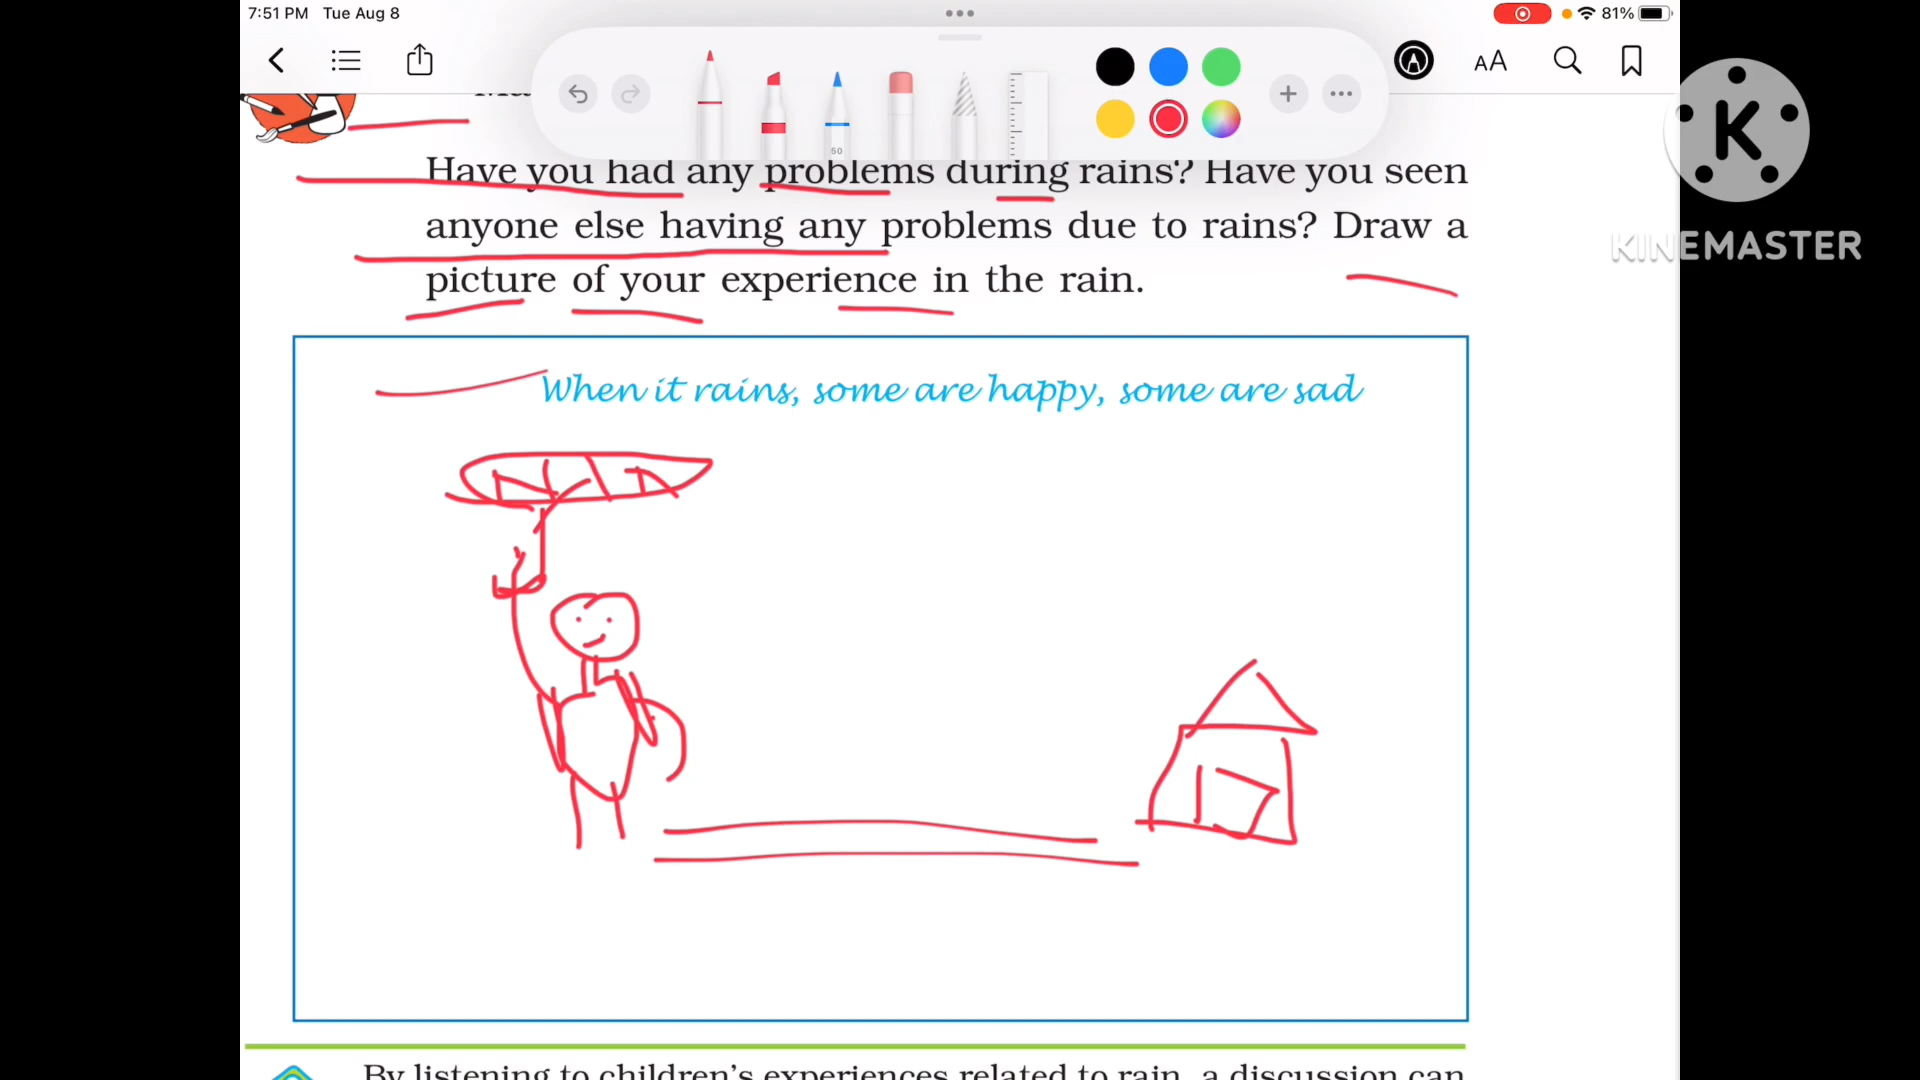 7:51 PM Tue Aug 8
81%
AA
50
K
KINEMASTER
Have you had any problems during rains? Have you seen
anyone else having any problems due to rains? Draw a
picture of your experience in the rain.
When it rains, some are happy, some are sad
By listening to children's experiences related to rain, a discussion can